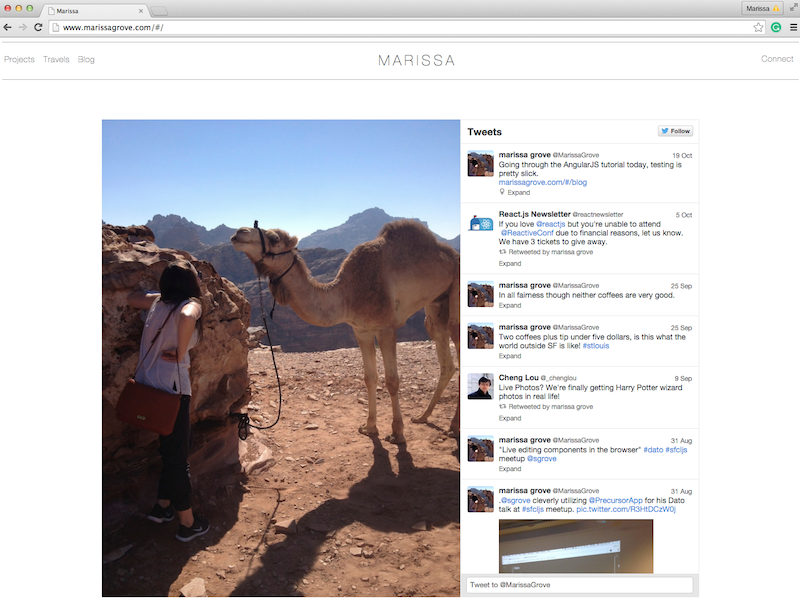 Marissa
Marissa
www.marissagrove.com/#/
Projects Travels Blog
MARISSA
Connect
Tweets
Follow
marissa grove @MarissaGrove 19 Oct
Going through the AngularJS tutorial today, testing is
pretty slick.
marissagrove.com/#/blog
Expand
React.js Newsletter @reactnewsletter 5 Oct
If you love @reactjs but you're unable to attend
@ReactiveConf due to financial reasons, let us know.
We have 3 tickets to give away.
Retweeted by marissa grove
Expand
marissa grove @MarissaGrove 25 Sep
In all fairness though neither coffees are very good.
Expand
marissa grove @MarissaGrove 25 Sep
Two coffees plus tip under five dollars, is this what the
world outside SF is like! #stlouis
Expand
Cheng Lou @_chenglou 9 Sep
Live Photos? We're finally getting Harry Potter wizard
photos in real life!
Retweeted by marissa grove
Expand
marissa grove @MarissaGrove 31 Aug
"Live editing components in the browser" #dato #sfcljs
meetup @sgrove
Expand
marissa grove @MarissaGrove 31 Aug
.@sgrove cleverly utilizing @PrecursorApp for his Dato
talk at #sfcljs meetup. pic.twitter.com/R3HtDCzW0j
Tweet to @MarissaGrove